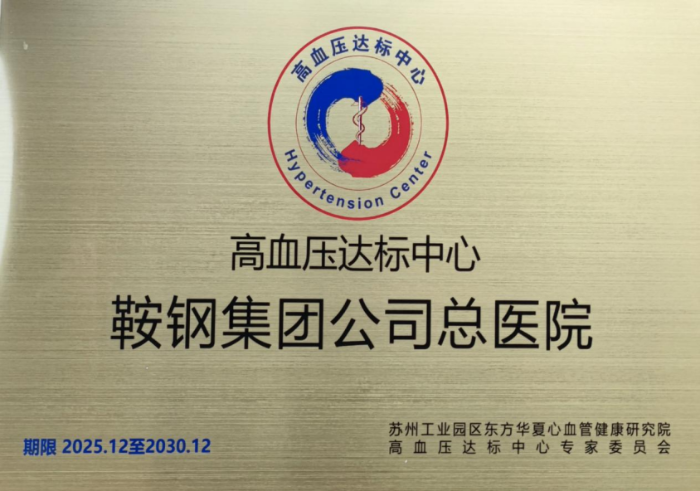 高血压达标中心
Hypertension Center
高血压达标中心
鞍钢集团公司总医院
期限 2025.12至2030.12
苏州工业园区东方华夏心血管健康研究院
高血压达标中心专家委员会